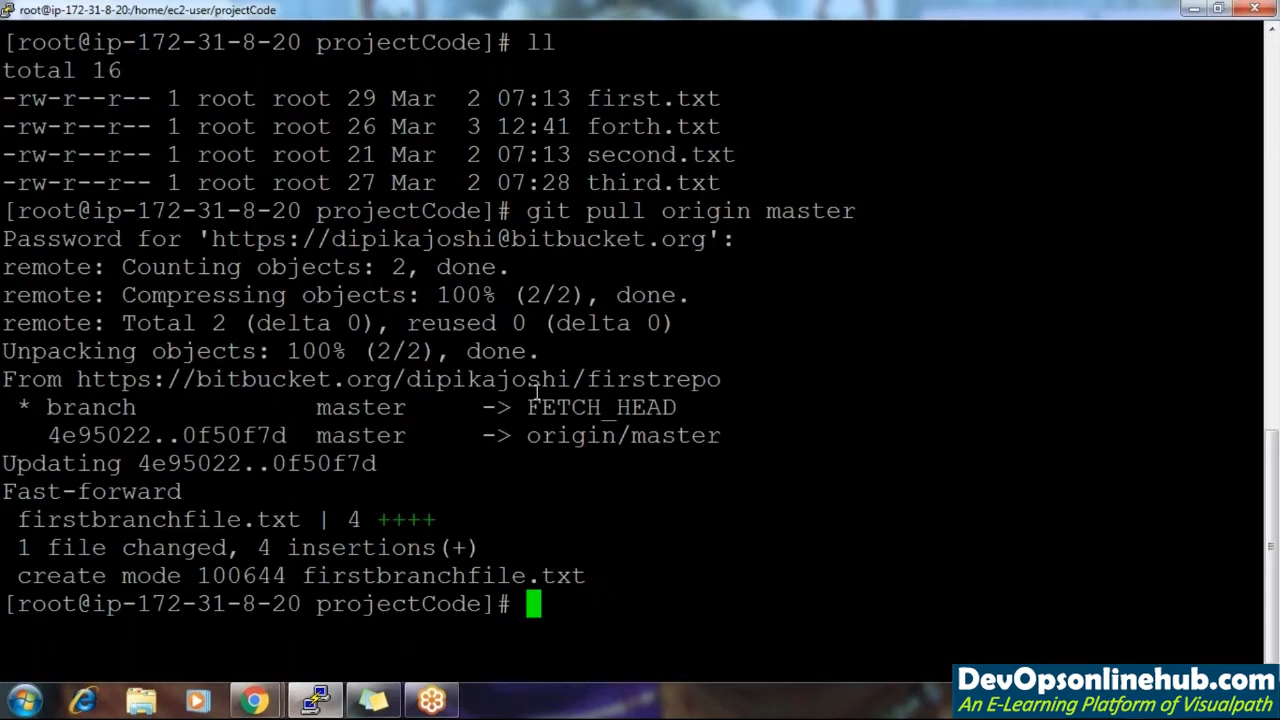 root@ip-172-31-8-20:/home/ec2-user/projectCode
[root@ip-172-31-8-20 projectCode]# ll
total 16
-rw-r--r-- 1 root root 29 Mar  2 07:13 first.txt
-rw-r--r-- 1 root root 26 Mar  3 12:41 forth.txt
-rw-r--r-- 1 root root 21 Mar  2 07:13 second.txt
-rw-r--r-- 1 root root 27 Mar  2 07:28 third.txt
[root@ip-172-31-8-20 projectCode]# git pull origin master
Password for 'https://dipikajoshi@bitbucket.org':
remote: Counting objects: 2, done.
remote: Compressing objects: 100% (2/2), done.
remote: Total 2 (delta 0), reused 0 (delta 0)
Unpacking objects: 100% (2/2), done.
From https://bitbucket.org/dipikajoshi/firstrepo
 * branch            master     -> FETCH_HEAD
   4e95022..0f50f7d  master     -> origin/master
Updating 4e95022..0f50f7d
Fast-forward
 firstbranchfile.txt | 4 ++++
 1 file changed, 4 insertions(+)
 create mode 100644 firstbranchfile.txt
[root@ip-172-31-8-20 projectCode]#
DevOpsonlinehub.com
An E-Learning Platform of Visualpath